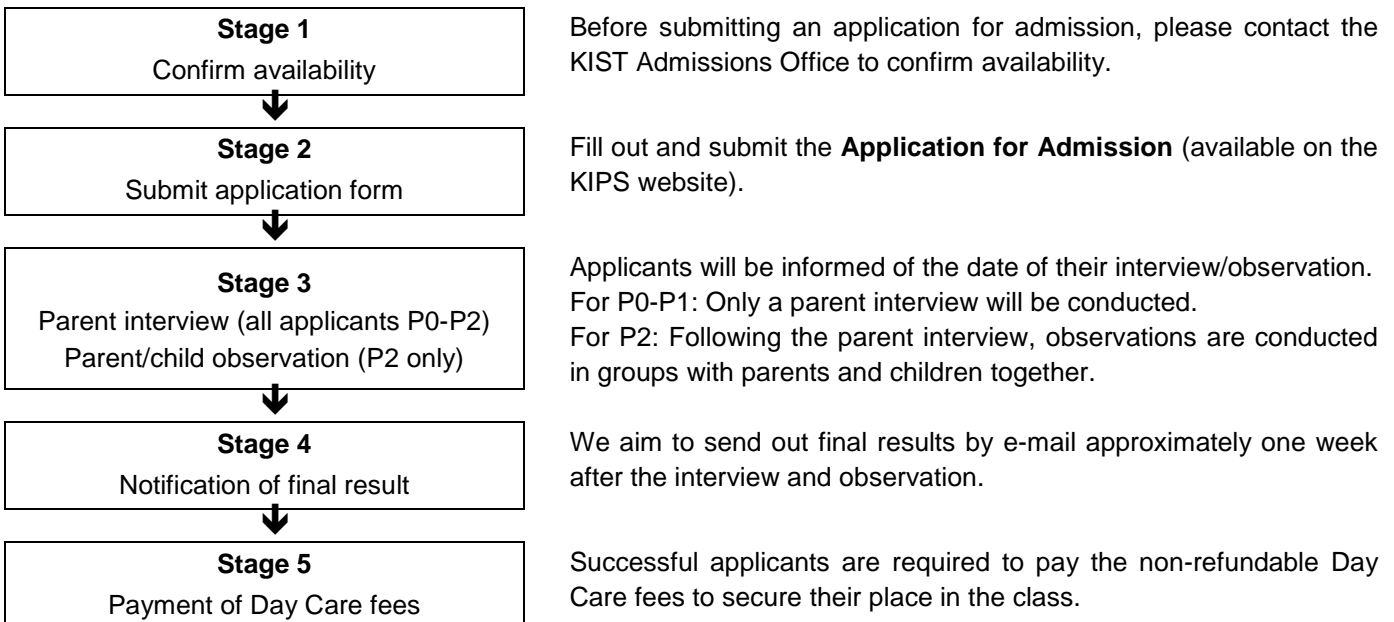 Stage 1
Confirm availability
Before submitting an application for admission, please contact the
KIST Admissions Office to confirm availability.
Stage 2
Submit application form
Fill out and submit the Application for Admission (available on the
KIPS website).
Stage 3
Parent interview (all applicants P0-P2)
Parent/child observation (P2 only)
Applicants will be informed of the date of their interview/observation.
For P0-P1: Only a parent interview will be conducted.
For P2: Following the parent interview, observations are conducted
in groups with parents and children together.
Stage 4
Notification of final result
We aim to send out final results by e-mail approximately one week
after the interview and observation.
Stage 5
Payment of Day Care fees
Successful applicants are required to pay the non-refundable Day
Care fees to secure their place in the class.